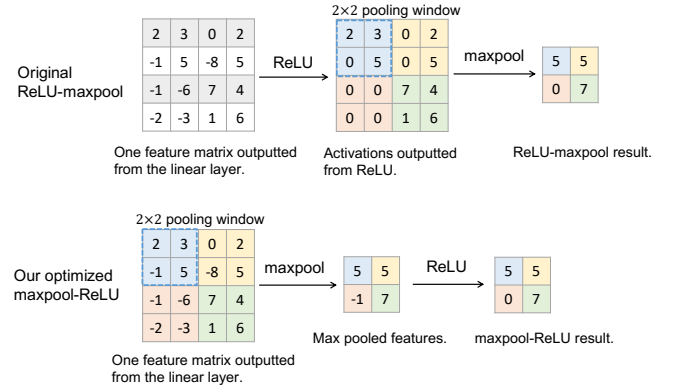 2×2 pooling window
2 3 0 2
-1 5 -8 5
-1 -6 7 4
-2 -3 1 6
Original
ReLU-maxpool
ReLU
2 3 0 2
0 5 0 5
0 0 7 4
0 0 1 6
maxpool
5 5
0 7
One feature matrix outputted
from the linear layer.
Activations outputted
from ReLU.
ReLU-maxpool result.
2×2 pooling window
Our optimized
maxpool-ReLU
2 3 0 2
-1 5 -8 5
-1 -6 7 4
-2 -3 1 6
maxpool
5 5
-1 7
ReLU
5 5
0 7
Max pooled features.
maxpool-ReLU result.
One feature matrix outputted
from the linear layer.